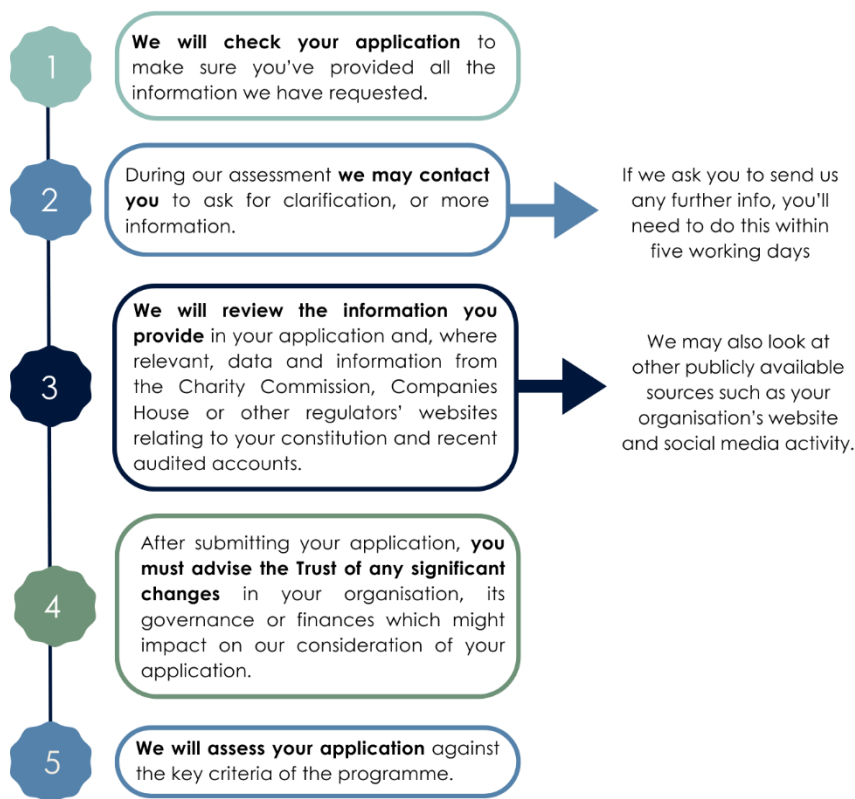 1
We will check your application to
make sure you've provided all the
information we have requested.
2
During our assessment we may contact
you to ask for clarification, or more
information.
If we ask you to send us
any further info, you'll
need to do this within
five working days
3
We will review the information you
provide in your application and, where
relevant, data and information from
the Charity Commission, Companies
House or other regulators' websites
relating to your constitution and recent
audited accounts.
We may also look at
other publicly available
sources such as your
organisation's website
and social media activity.
4
After submitting your application, you
must advise the Trust of any significant
changes in your organisation, its
governance or finances which might
impact on our consideration of your
application.
5
We will assess your application against
the key criteria of the programme.